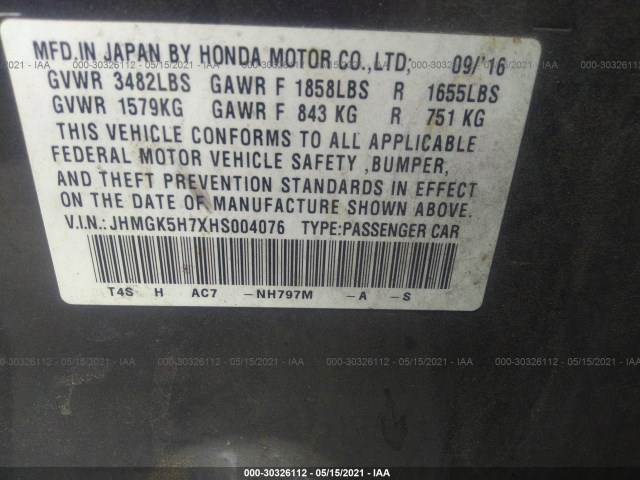 MFD.IN JAPAN BY HONDA MOTOR CO.,LTD, 09/'16
GVWR 3482LBS GAWR F 1858LBS R 1655LBS
GVWR 1579KG GAWR F 843 KG R 751 KG
THIS VEHICLE CONFORMS TO ALL APPLICABLE
FEDERAL MOTOR VEHICLE SAFETY ,BUMPER,
AND THEFT PREVENTION STANDARDS IN EFFECT
ON THE DATE OF MANUFACTURE SHOWN ABOVE.
V.I.N.: JHMGK5H7XHS004076 TYPE:PASSENGER CAR
T4S H AC7 -NH797M -A -S
000-30326112 - 05/15/2021 - IAA